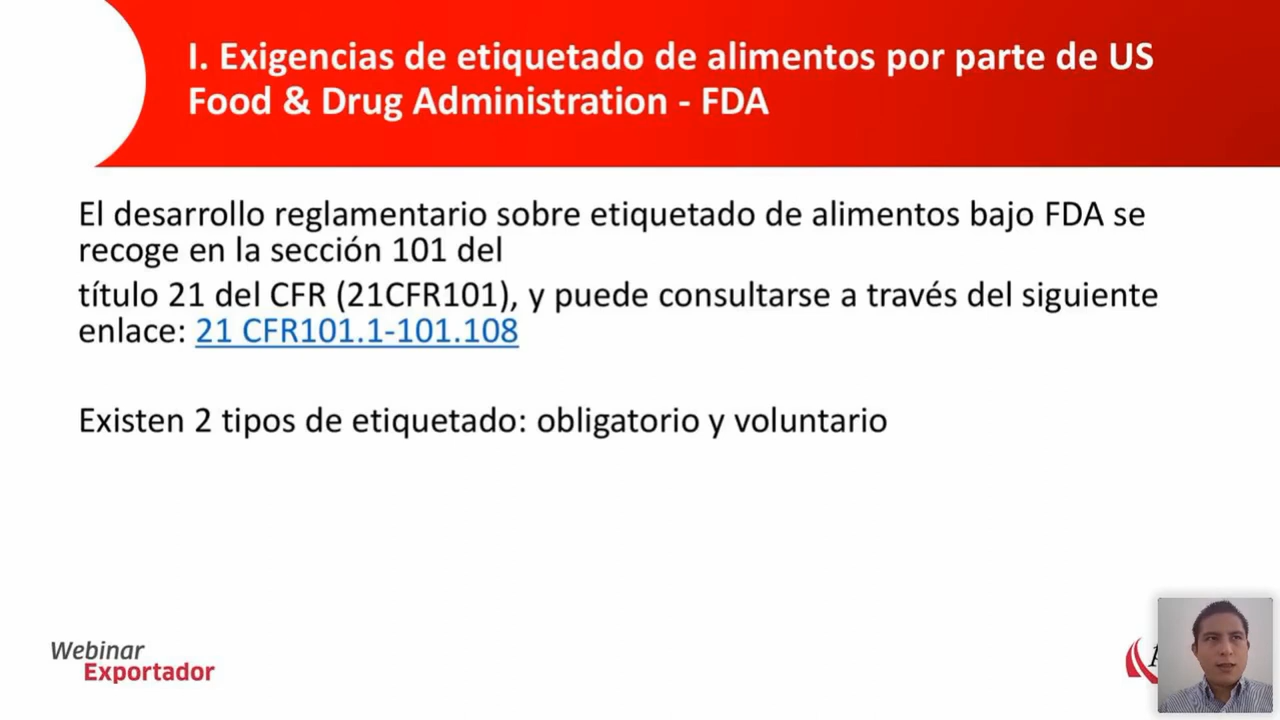 I. Exigencias de etiquetado de alimentos por parte de US
Food & Drug Administration - FDA
El desarrollo reglamentario sobre etiquetado de alimentos bajo FDA se
recoge en la sección 101 del
título 21 del CFR (21CFR101), y puede consultarse a través del siguiente
enlace: 21 CFR101.1-101.108
Existen 2 tipos de etiquetado: obligatorio y voluntario
Webinar
Exportador